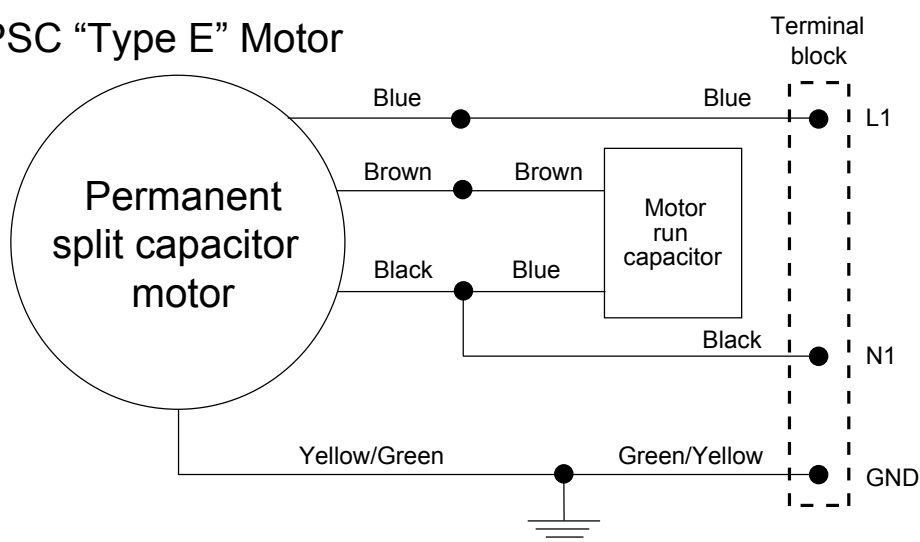 PSC “Type E” Motor
Terminal
block
Blue
Blue
L1
Brown
Brown
Permanent
split capacitor
motor
Motor
run
capacitor
Black
Blue
Black
N1
Yellow/Green
Green/Yellow
GND